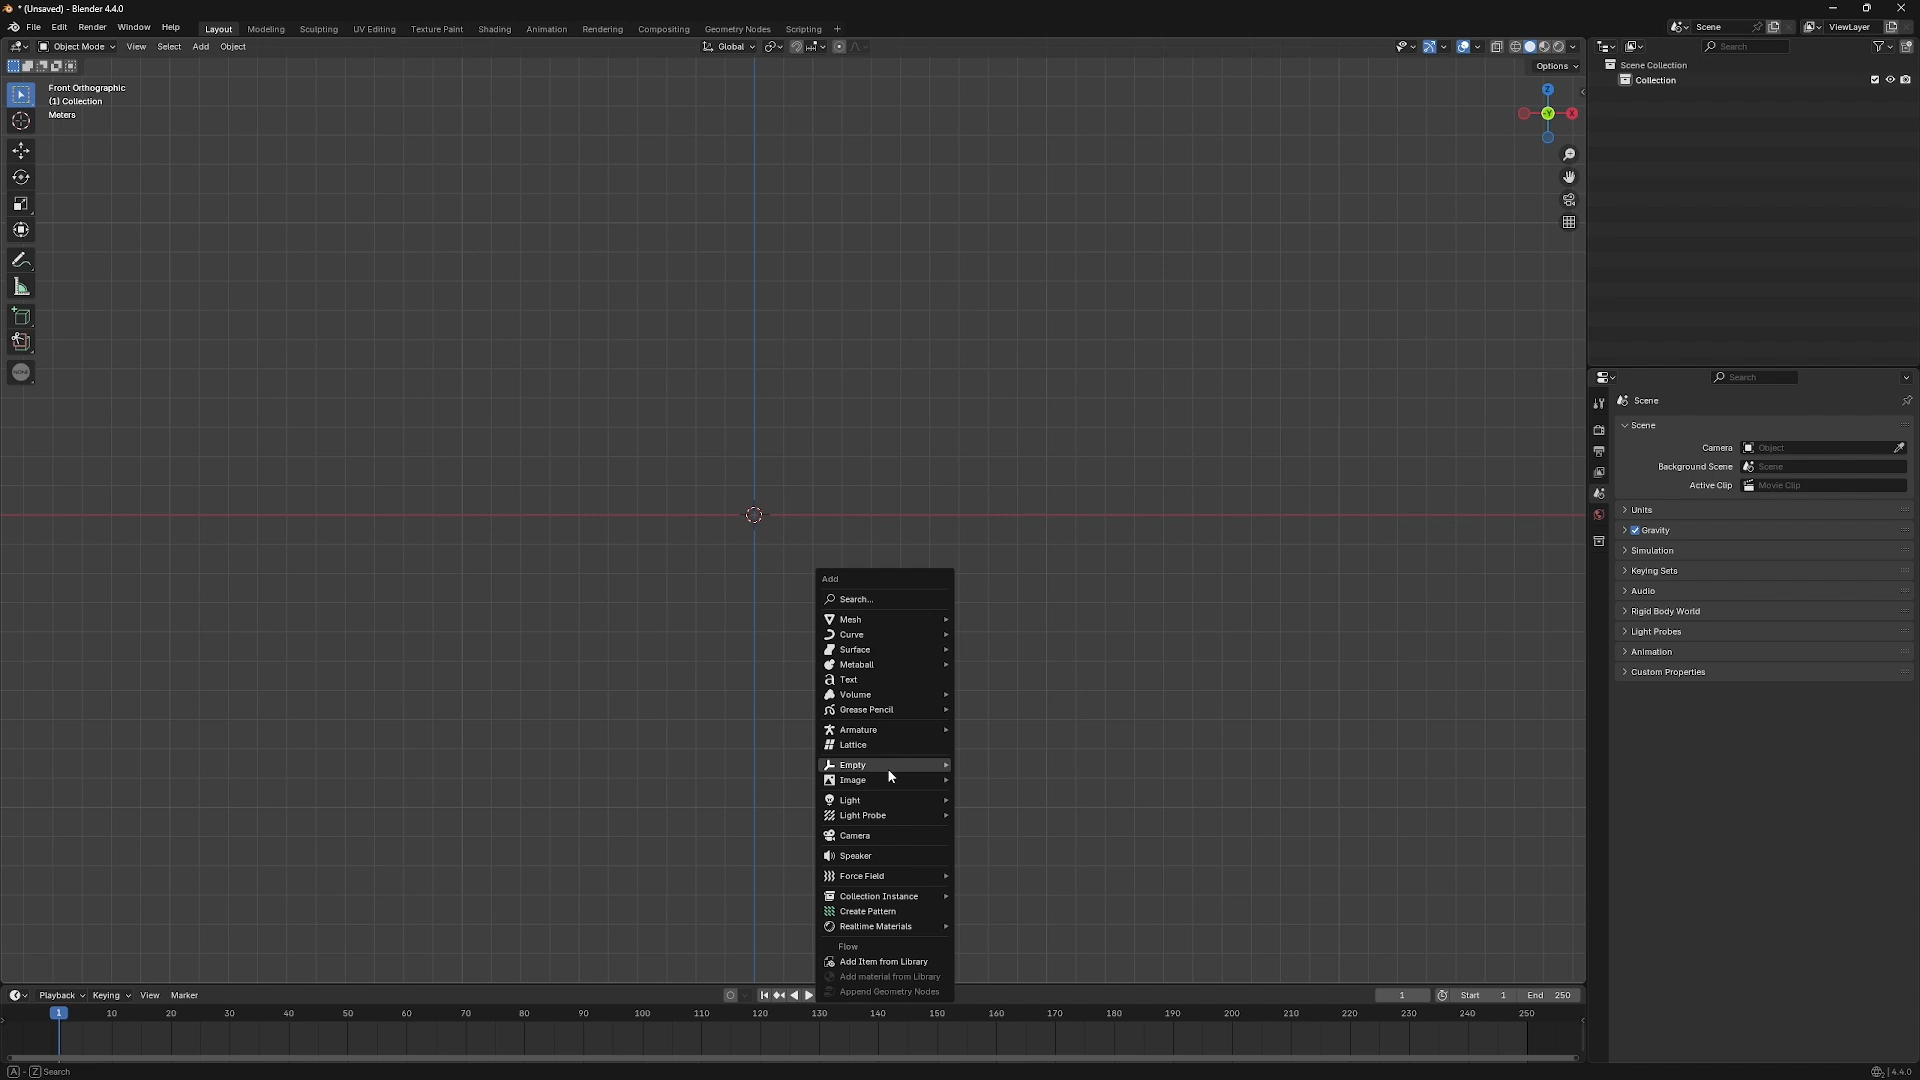 * (Unsaved) - Blender 4.4.0
File Edit Render Window Help Layout Modeling Sculpting UV Editing Texture Paint Shading Animation Rendering Compositing Geometry Nodes Scripting + Scene ViewLayer
Object Mode View Select Add Object Global Search
Options
Front Orthographic
(1) Collection
Meters
Z
Y
X
Scene Collection
Collection
NONE
Search
Scene
Scene
Camera Object
Background Scene Scene
Active Clip Movie Clip
Units
Gravity
Simulation
Keying Sets
Audio
Rigid Body World
Light Probes
Animation
Custom Properties
Add
Search...
Mesh
Curve
Surface
Metaball
Text
Volume
Grease Pencil
Armature
Lattice
Empty
Image
Light
Light Probe
Camera
Speaker
Force Field
Collection Instance
Create Pattern
Realtime Materials
Flow
Add Item from Library
Add material from Library
Append Geometry Nodes
Playback Keying View Marker 1 Start 1 End 250
1 10 20 30 40 50 60 70 80 90 100 110 120 130 140 150 160 170 180 190 200 210 220 230 240 250
A - Z Search 4.4.0